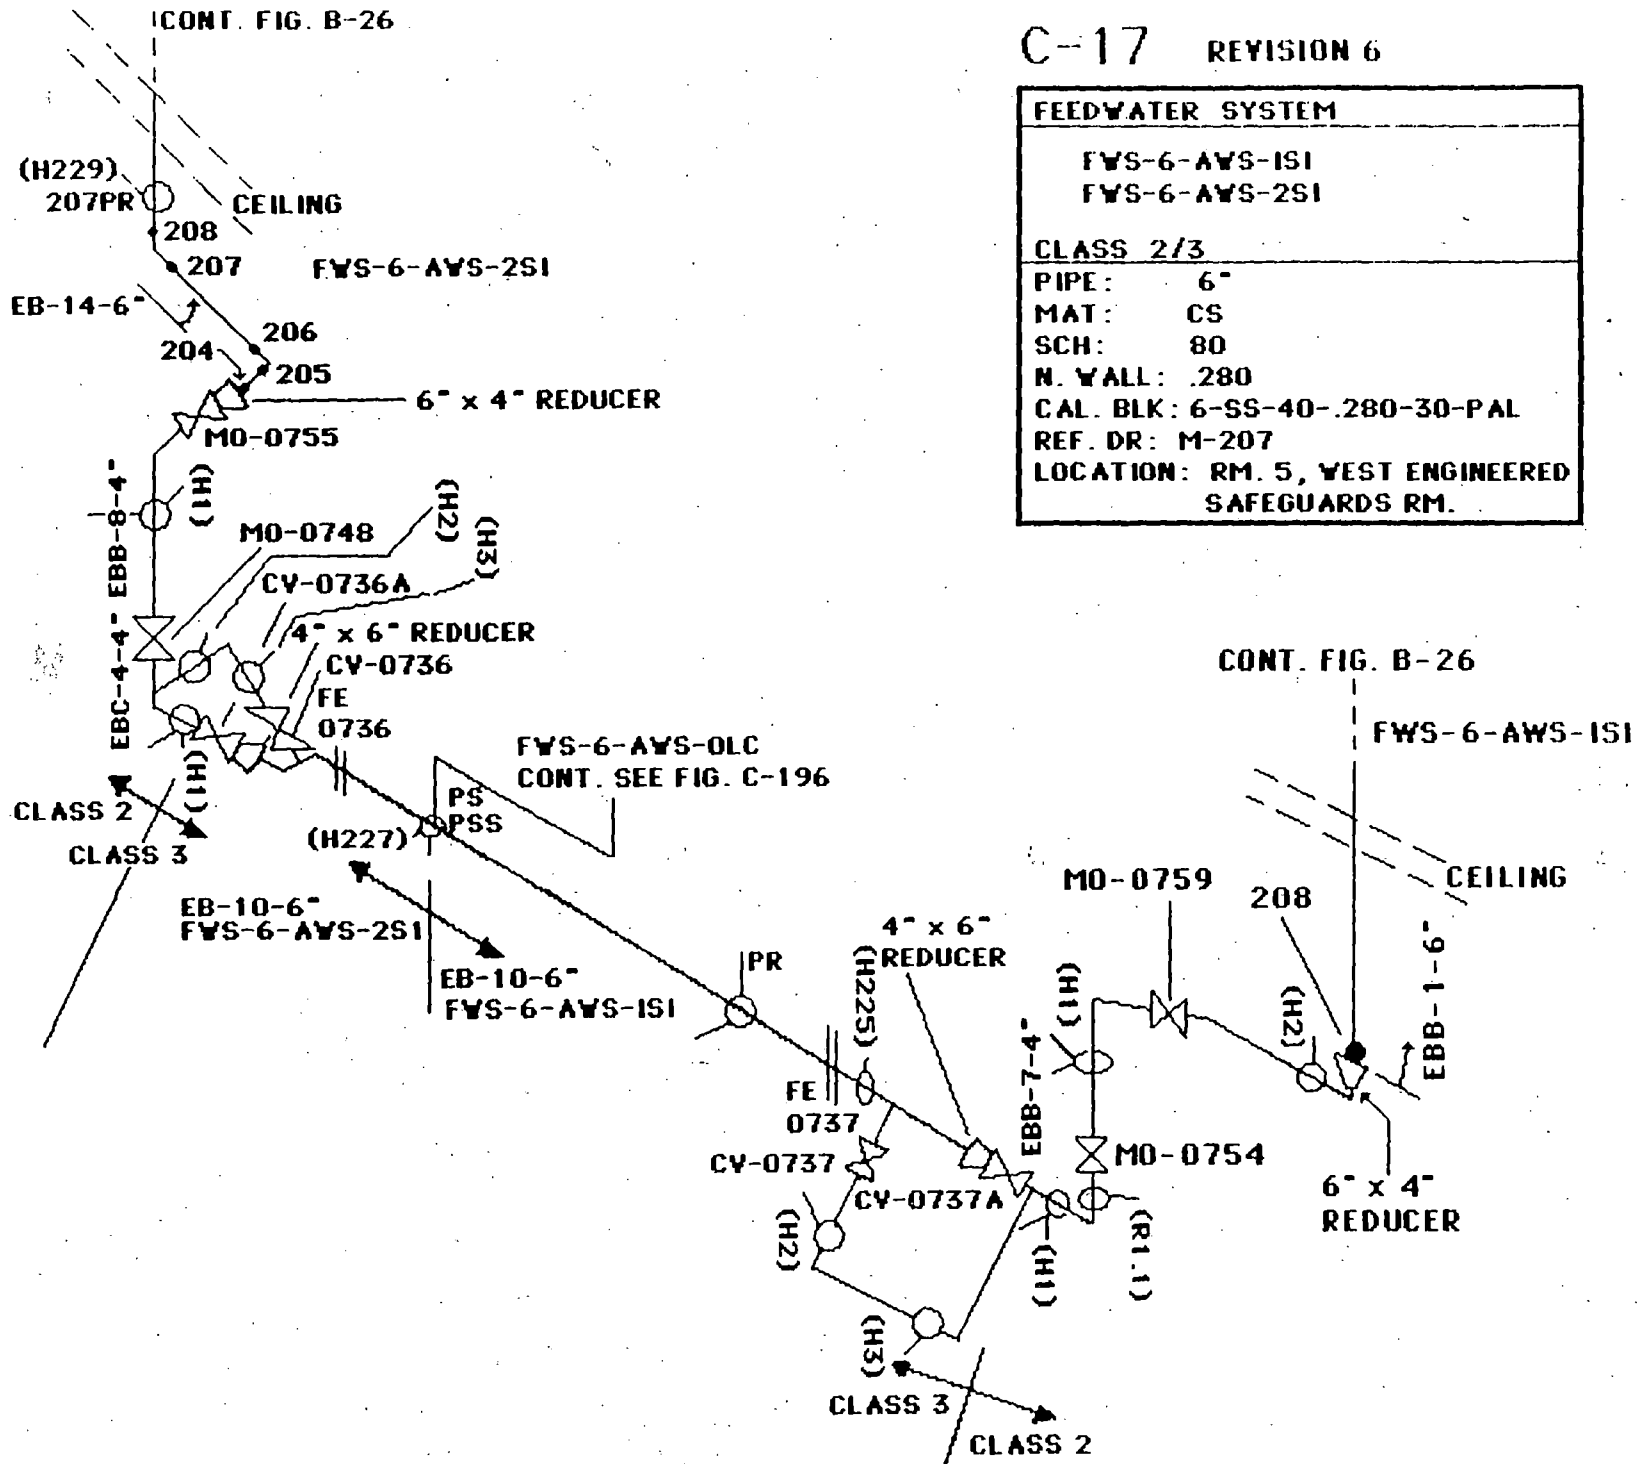 CONT. FIG. B-26
C-17 REVISION 6
FEEDWATER SYSTEM
FWS-6-AWS-1S1
FWS-6-AWS-2S1
CLASS 2/3
PIPE: 6"
MAT: CS
SCH: 80
N. WALL: .280
CAL. BLK: 6-SS-40-.280-30-PAL
REF. DR: M-207
LOCATION: RM. 5, WEST ENGINEERED
SAFEGUARDS RM.
(H229)
207PR
CEILING
208
207
FWS-6-AWS-2S1
EB-14-6"
206
204
205
6" x 4" REDUCER
MO-0755
(H1)
EBB-8-4"
(H2)
(H3)
MO-0748
CV-0736A
4" x 6" REDUCER
CV-0736
EBC-4-4"
FE
0736
FWS-6-AWS-0LC
CONT. SEE FIG. C-196
PS
PSS
(H1)
CLASS 2
CLASS 3
(H227)
EB-10-6"
FWS-6-AWS-2S1
EB-10-6"
FWS-6-AWS-1S1
PR
(H225)
4" x 6"
REDUCER
FE
0737
CV-0737
CV-0737A
(H2)
(H3)
CLASS 3
CLASS 2
EBB-7-4"
(H1)
MO-0759
MO-0754
(H1)
(R1.1)
CONT. FIG. B-26
FWS-6-AWS-1S1
CEILING
208
(H2)
EBB-1-6"
6" x 4"
REDUCER